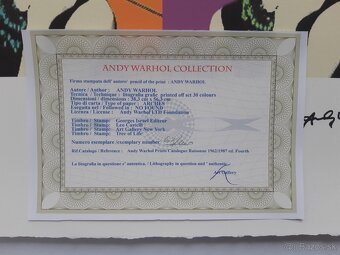 ANDY WARHOL COLLECTION
Firma stampata dell' autore pencil of the print : ANDY WARHOL
Autore : Author : ANDY WARHOL
Tecnica : Technique : litografia grafic printed off set 30 colours
Dimensioni : dimensions : 38,3 cm x 56,3 cm
Tipo di carta : Type of paper : ARCHES
Eseguita nel : Followed in : NO FOUND
Licenza : License : Andy Warhol LTD Foundation
Timbro : Stamp: Georges Israel Editeur
Timbro : Stamp: Leo Castelli
Timbro : Stamp: Art Gallery New York
Timbro : Stamp: Tree of Life
Numero esemplare /exemplary number
Rif.Catalogo : Reference : Andy Warhol Prints Catalogue Raisonne 1962/1987 ed. Fourth
La litografia in questione e' autentica. / Lithography in question and ' authentic.
Art Gallery
Andy